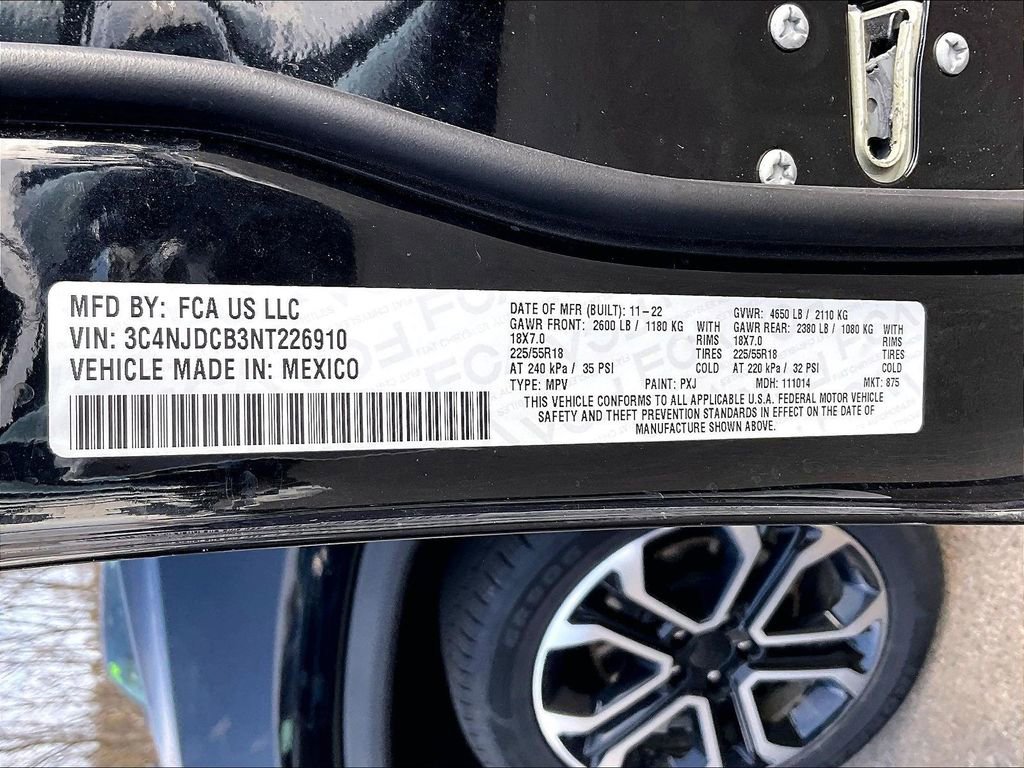 MFD BY: FCA US LLC
VIN: 3C4NJDCB3NT226910
VEHICLE MADE IN: MEXICO
DATE OF MFR (BUILT): 11-22
GAWR FRONT: 2600 LB / 1180 KG WITH
18X7.0 RIMS
225/55R18 TIRES
AT 240 kPa / 35 PSI COLD
TYPE: MPV PAINT: PXJ
GVWR: 4650 LB / 2110 KG
GAWR REAR: 2380 LB / 1080 KG WITH
18X7.0 RIMS
225/55R18 TIRES
AT 220 kPa / 32 PSI COLD
MDH: 111014 MKT: 875
THIS VEHICLE CONFORMS TO ALL APPLICABLE U.S.A. FEDERAL MOTOR VEHICLE
SAFETY AND THEFT PREVENTION STANDARDS IN EFFECT ON THE DATE OF
MANUFACTURE SHOWN ABOVE.